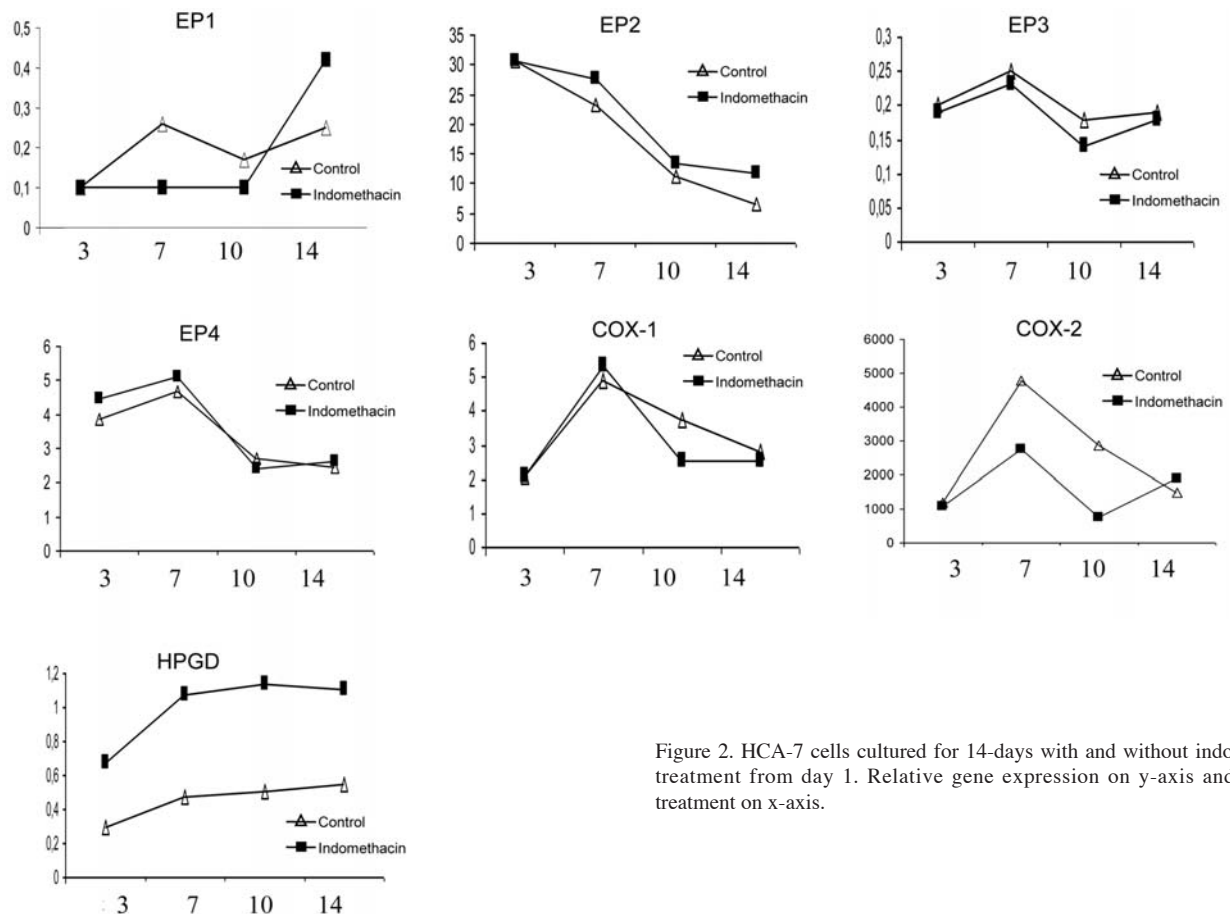 EP1
0,5
0,4
0,3
0,2
0,1
0
Control
Indomethacin
3 7 10 14
EP2
35
30
25
20
15
10
5
0
Control
Indomethacin
3 7 10 14
EP3
0,3
0,25
0,2
0,15
0,1
0,05
0
Control
Indomethacin
3 7 10 14
EP4
6
5
4
3
2
1
0
Control
Indomethacin
3 7 10 14
COX-1
6
5
4
3
2
1
0
Control
Indomethacin
3 7 10 14
COX-2
6000
5000
4000
3000
2000
1000
0
Control
Indomethacin
3 7 10 14
HPGD
1,2
1
0,8
0,6
0,4
0,2
0
Control
Indomethacin
3 7 10 14
Figure 2. HCA-7 cells cultured for 14-days with and without indo
treatment from day 1. Relative gene expression on y-axis and
treatment on x-axis.